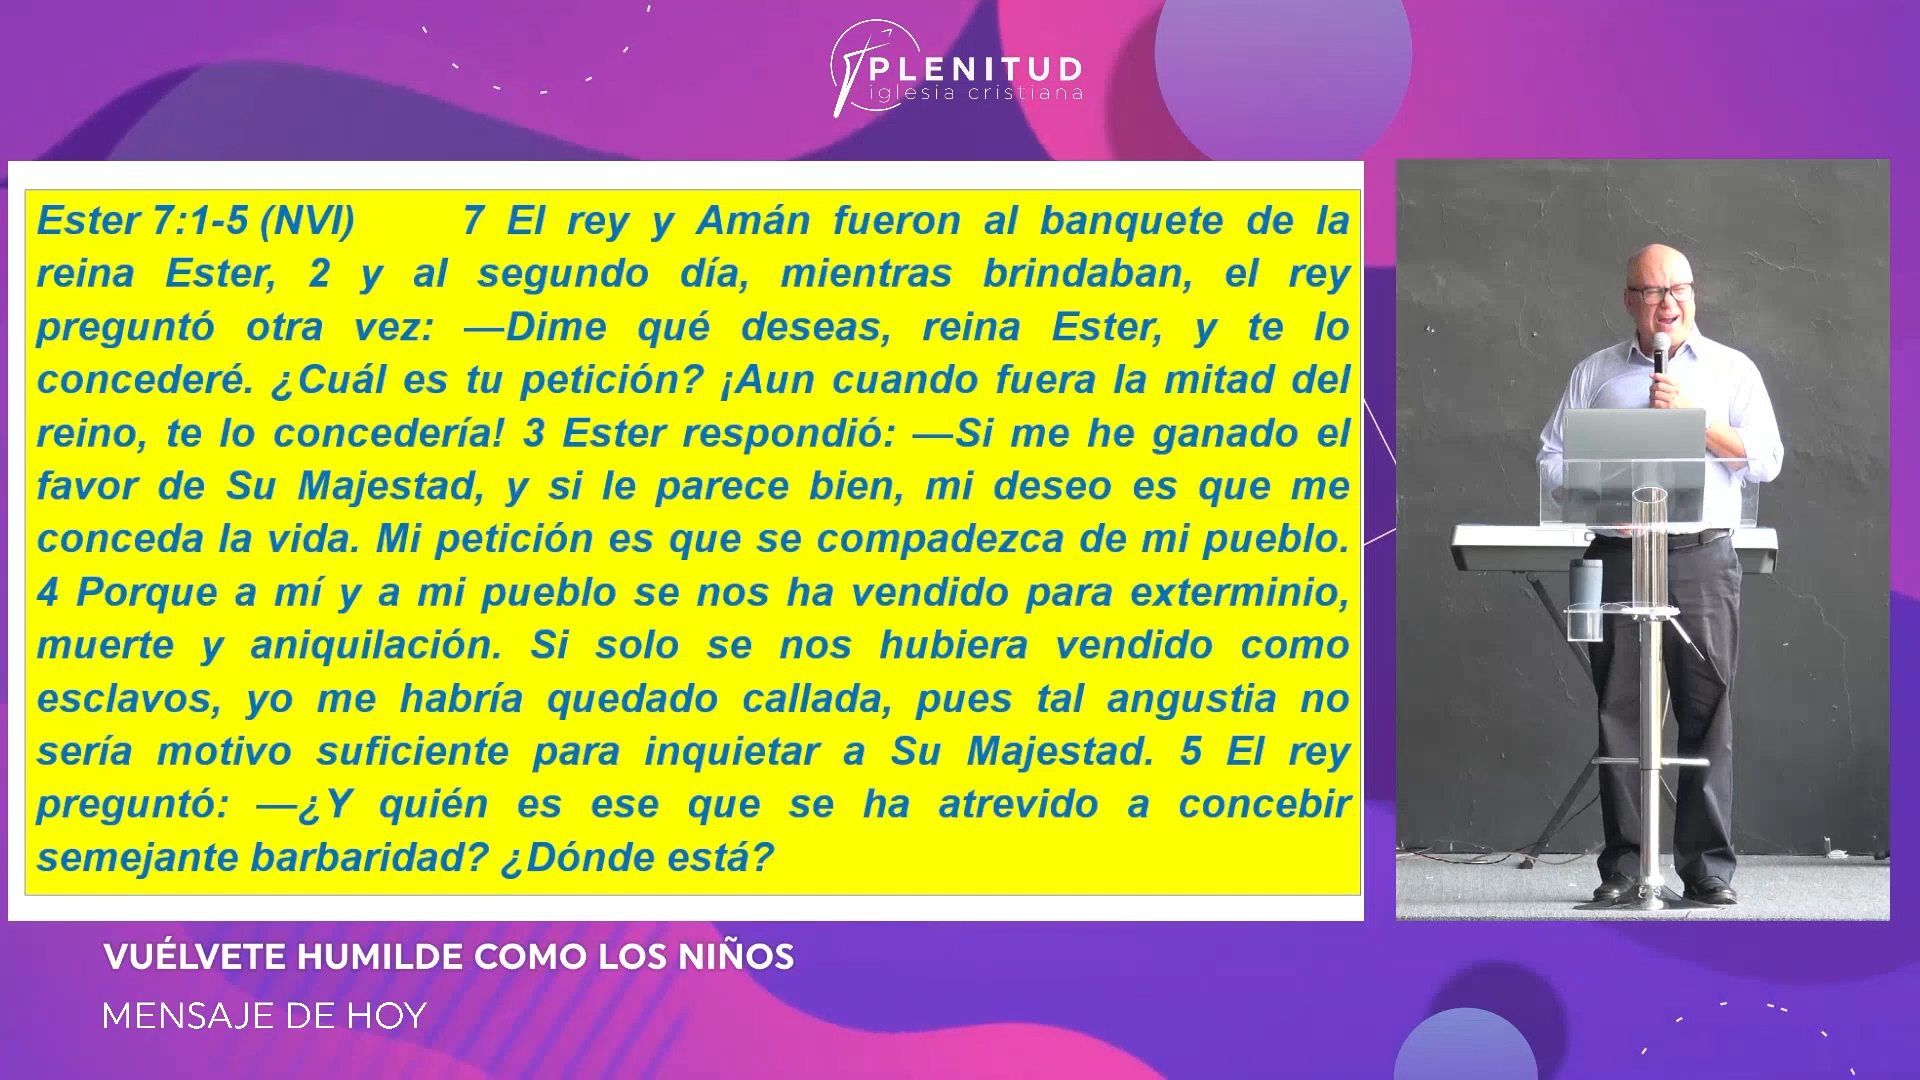 PLENITUD
iglesia cristiana
Ester 7:1-5 (NVI) 7 El rey y Amán fueron al banquete de la
reina Ester, 2 y al segundo día, mientras brindaban, el rey
preguntó otra vez: —Dime qué deseas, reina Ester, y te lo
concederé. ¿Cuál es tu petición? ¡Aun cuando fuera la mitad del
reino, te lo concedería! 3 Ester respondió: —Si me he ganado el
favor de Su Majestad, y si le parece bien, mi deseo es que me
conceda la vida. Mi petición es que se compadezca de mi pueblo.
4 Porque a mí y a mi pueblo se nos ha vendido para exterminio,
muerte y aniquilación. Si solo se nos hubiera vendido como
esclavos, yo me habría quedado callada, pues tal angustia no
sería motivo suficiente para inquietar a Su Majestad. 5 El rey
preguntó: —¿Y quién es ese que se ha atrevido a concebir
semejante barbaridad? ¿Dónde está?
VUÉLVETE HUMILDE COMO LOS NIÑOS
MENSAJE DE HOY